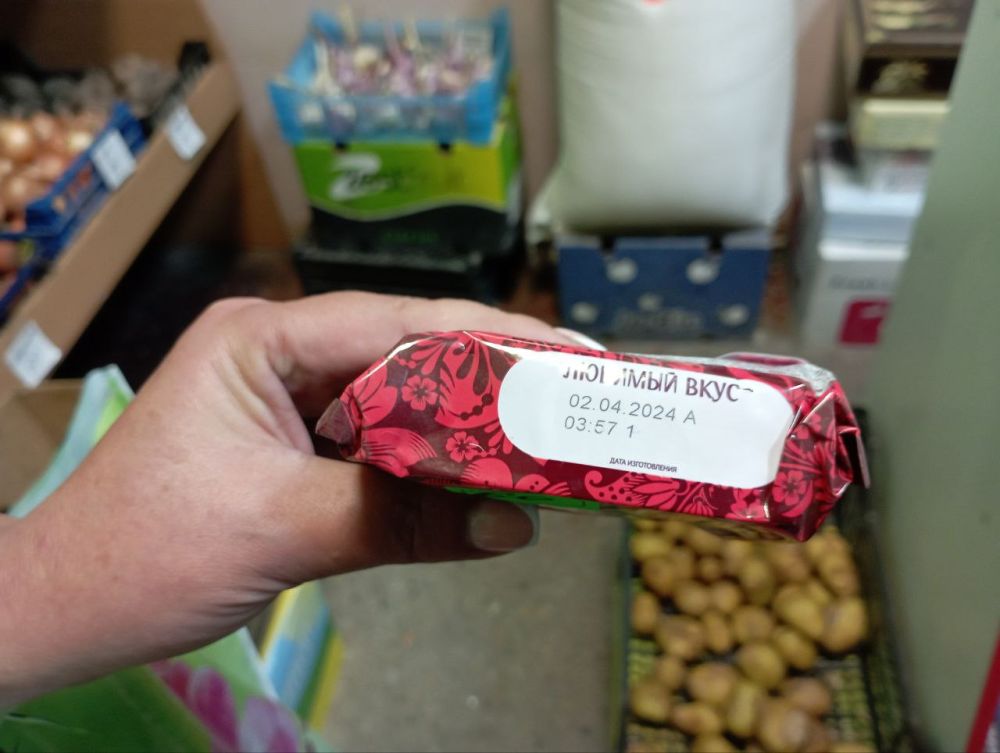 ЛЮБИМЫЙ ВКУС
02.04.2024 А
03:57 1
ДАТА ИЗГОТОВЛЕНИЯ